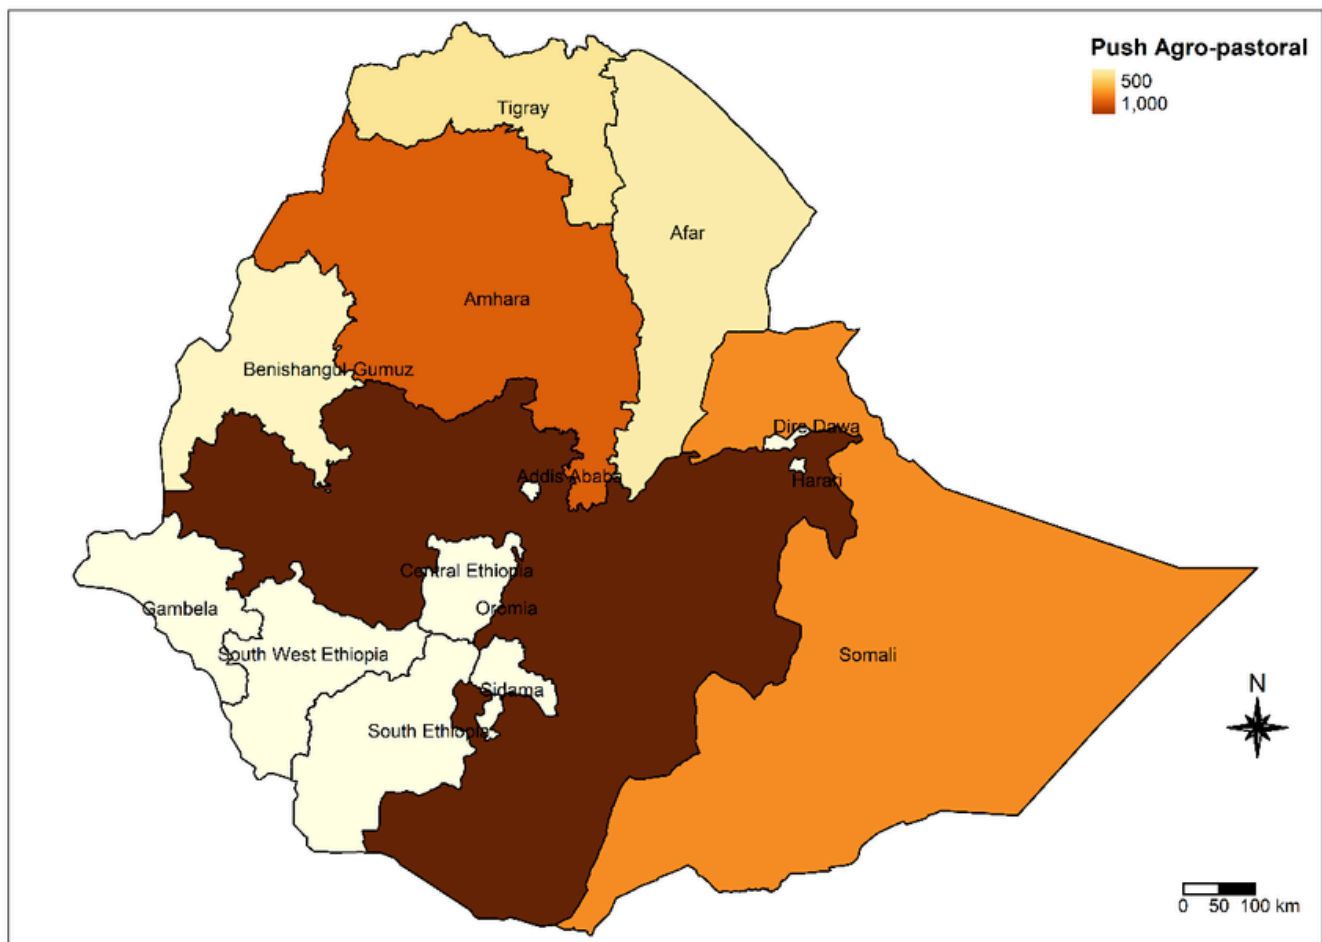 Push Agro-pastoral
500
1,000
Tigray
Afar
Amhara
Benishangul Gumuz
Dire Dawa
Addis Ababa
Harari
Central Ethiopia
Gambela
Oromia
South West Ethiopia
Somali
Sidama
N
South Ethiopia
0 50 100 km